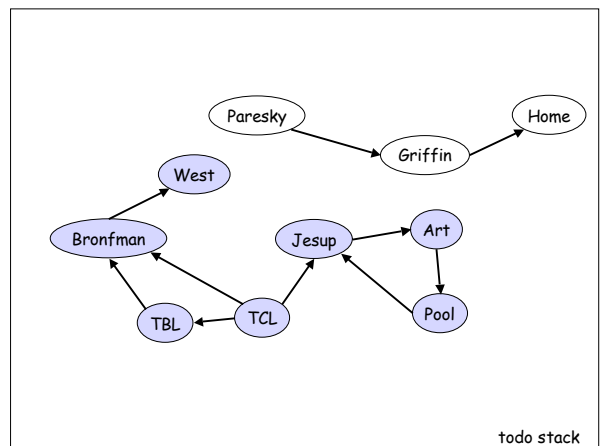 Paresky
Home
Griffin
West
Bronfman
Jesup
Art
TBL
TCL
Pool
todo stack